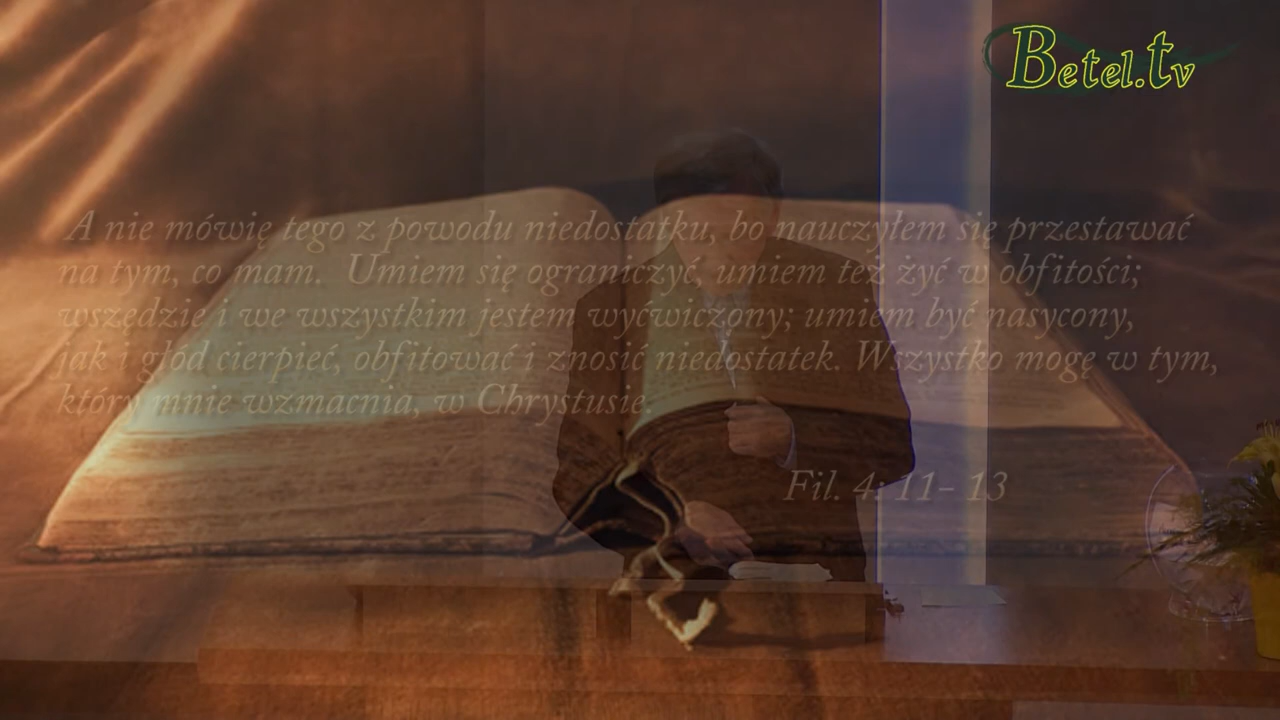 Betel.tv
A nie mówię tego z powodu niedostatku, bo nauczyłem się przestawać
na tym, co mam. Umiem się ograniczyć, umiem też żyć w obfitości;
wszędzie i we wszystkim jestem wyćwiczony; umiem być nasycony,
jak i głód cierpieć, obfitować i znosić niedostatek. Wszystko mogę w tym,
który mnie wzmacnia, w Chrystusie.
Fil. 4: 11- 13